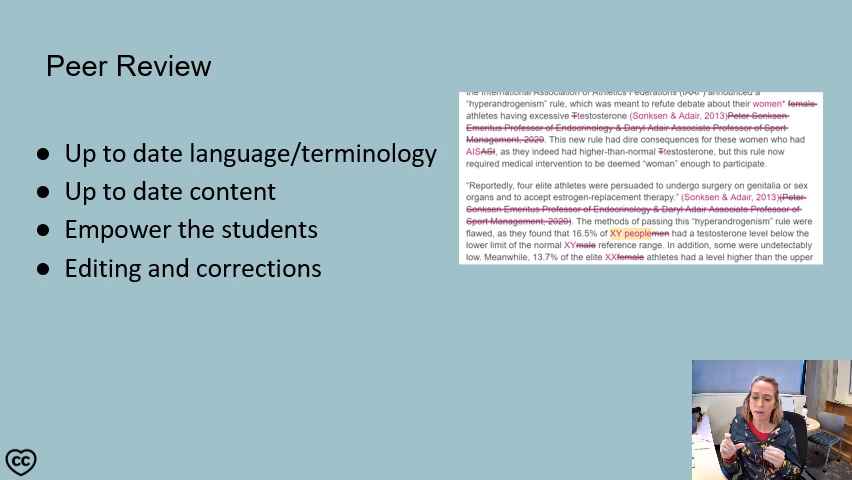 Peer Review
● Up to date language/terminology
● Up to date content
● Empower the students
● Editing and corrections
the International Association of Athletics Federations (IAAF) announced a
"hyperandrogenism" rule, which was meant to refute debate about their women* female
athletes having excessive Ttestosterone (Sonksen & Adair, 2013)Peter Sonksen
Emeritus Professor of Endocrinology & Daryl Adair Associate Professor of Sport
Management, 2020. This new rule had dire consequences for these women who had
AISASI, as they indeed had higher-than-normal Ttestosterone, but this rule now
required medical intervention to be deemed "woman" enough to participate.
"Reportedly, four elite athletes were persuaded to undergo surgery on genitalia or sex
organs and to accept estrogen-replacement therapy." (Sonksen & Adair, 2013)(Peter
Sonksen Emeritus Professor of Endocrinology & Daryl Adair Associate Professor of
Sport Management, 2020). The methods of passing this "hyperandrogenism" rule were
flawed, as they found that 16.5% of XY peoplemen had a testosterone level below the
lower limit of the normal XYmale reference range. In addition, some were undetectably
low. Meanwhile, 13.7% of the elite XXfemale athletes had a level higher than the upper
CC